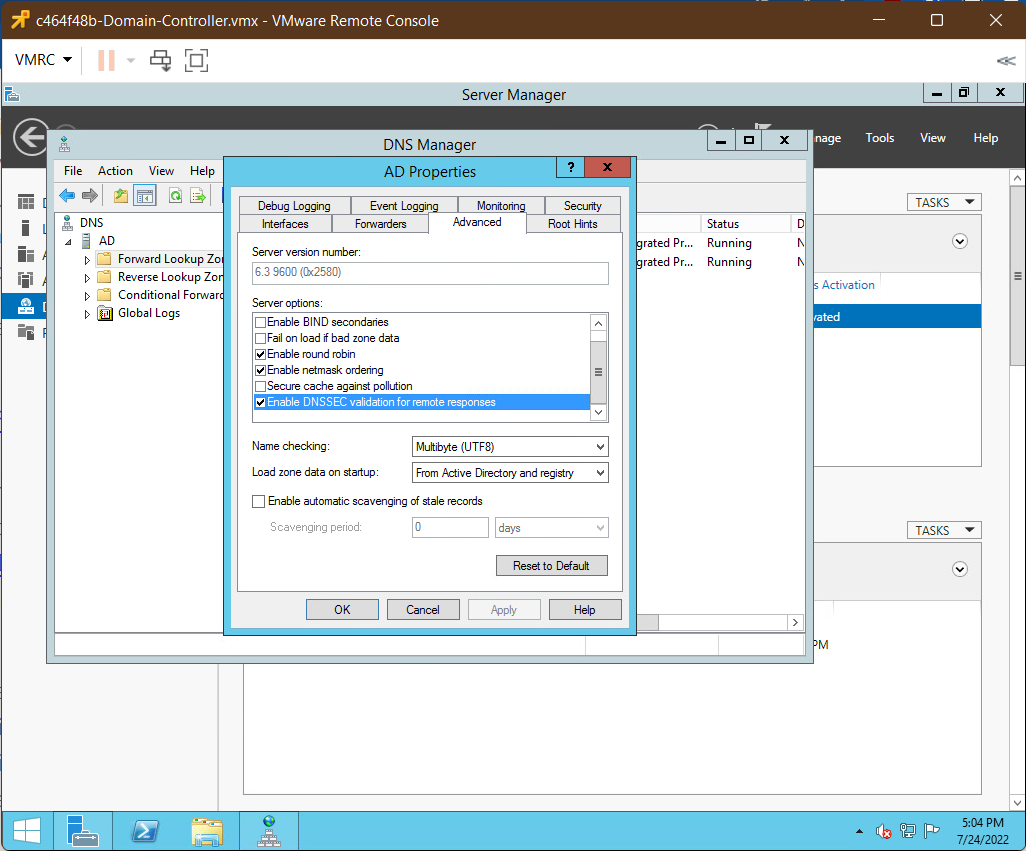 c464f48b-Domain-Controller.vmx - VMware Remote Console
VMRC
Server Manager
nage Tools View Help
DNS Manager
File Action View Help
AD Properties
?
Debug Logging Event Logging Monitoring Security
Interfaces Forwarders Advanced Root Hints
DNS
AD
Forward Lookup Zon
Reverse Lookup Zon
Conditional Forward
Global Logs
Server version number:
6.3 9600 (0x2580)
Server options:
Enable BIND secondaries
Fail on load if bad zone data
Enable round robin
Enable netmask ordering
Secure cache against pollution
Enable DNSSEC validation for remote responses
Name checking:
Multibyte (UTF8)
Load zone data on startup:
From Active Directory and registry
Enable automatic scavenging of stale records
Scavenging period:
0
days
Reset to Default
OK Cancel Apply Help
Status D
egrated Pr... Running N
egrated Pr... Running N
TASKS
s Activation
vated
TASKS
PM
5:04 PM
7/24/2022